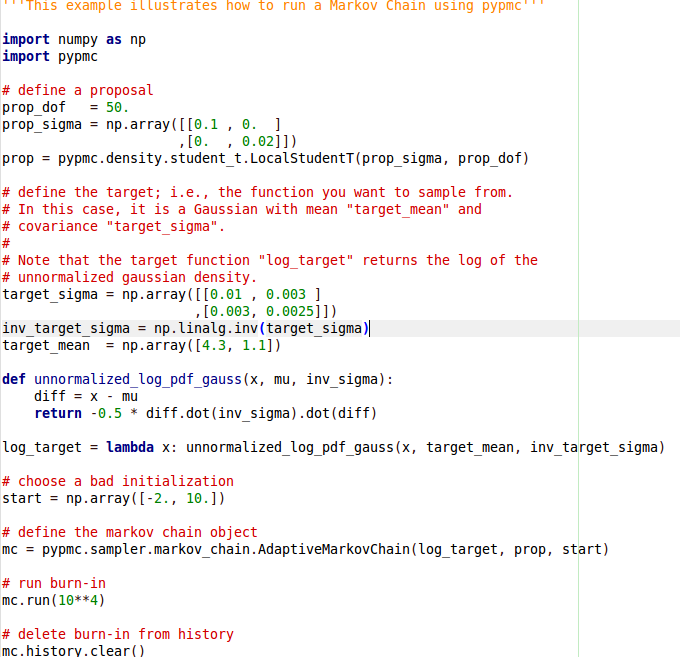 '''This example illustrates how to run a Markov Chain using pypmc'''

import numpy as np
import pypmc

# define a proposal
prop_dof   = 50.
prop_sigma = np.array([[0.1 , 0.  ]
                      ,[0.  , 0.02]])
prop = pypmc.density.student_t.LocalStudentT(prop_sigma, prop_dof)

# define the target; i.e., the function you want to sample from.
# In this case, it is a Gaussian with mean "target_mean" and
# covariance "target_sigma".
#
# Note that the target function "log_target" returns the log of the
# unnormalized gaussian density.
target_sigma = np.array([[0.01 , 0.003 ]
                        ,[0.003, 0.0025]])
inv_target_sigma = np.linalg.inv(target_sigma)
target_mean  = np.array([4.3, 1.1])

def unnormalized_log_pdf_gauss(x, mu, inv_sigma):
    diff = x - mu
    return -0.5 * diff.dot(inv_sigma).dot(diff)

log_target = lambda x: unnormalized_log_pdf_gauss(x, target_mean, inv_target_sigma)

# choose a bad initialization
start = np.array([-2., 10.])

# define the markov chain object
mc = pypmc.sampler.markov_chain.AdaptiveMarkovChain(log_target, prop, start)

# run burn-in
mc.run(10**4)

# delete burn-in from history
mc.history.clear()